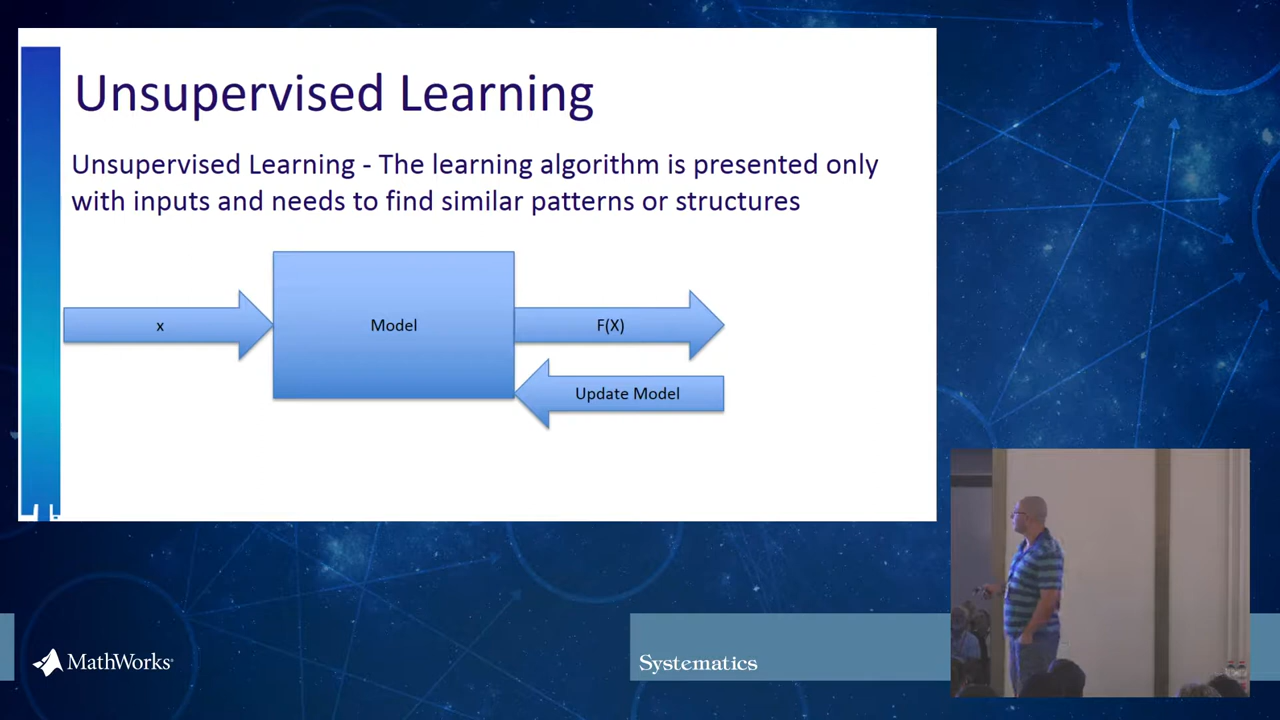 Unsupervised Learning
Unsupervised Learning - The learning algorithm is presented only
with inputs and needs to find similar patterns or structures
x
Model
F(X)
Update Model
MathWorks
Systematics